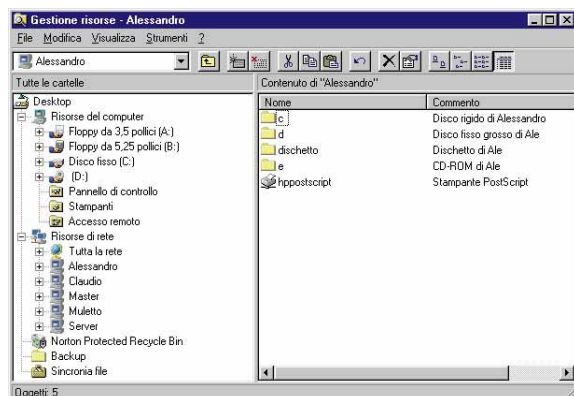 Gestione risorse - Alessandro
File Modifica Visualizza Strumenti ?
Alessandro
Tutte le cartelle
Contenuto di "Alessandro"
Desktop
Risorse del computer
Floppy da 3,5 pollici (A:)
Floppy da 5,25 pollici (B:)
Disco fisso (C:)
(D:)
Pannello di controllo
Stampanti
Accesso remoto
Risorse di rete
Tutta la rete
Alessandro
Claudio
Master
Muletto
Server
Norton Protected Recycle Bin
Backup
Sincronia file
Nome Commento
c Disco rigido di Alessandro
d Disco fisso grosso di Ale
dischetto Dischetto di Ale
e CD-ROM di Ale
hppostscript Stampante PostScript
Oggetti: 5